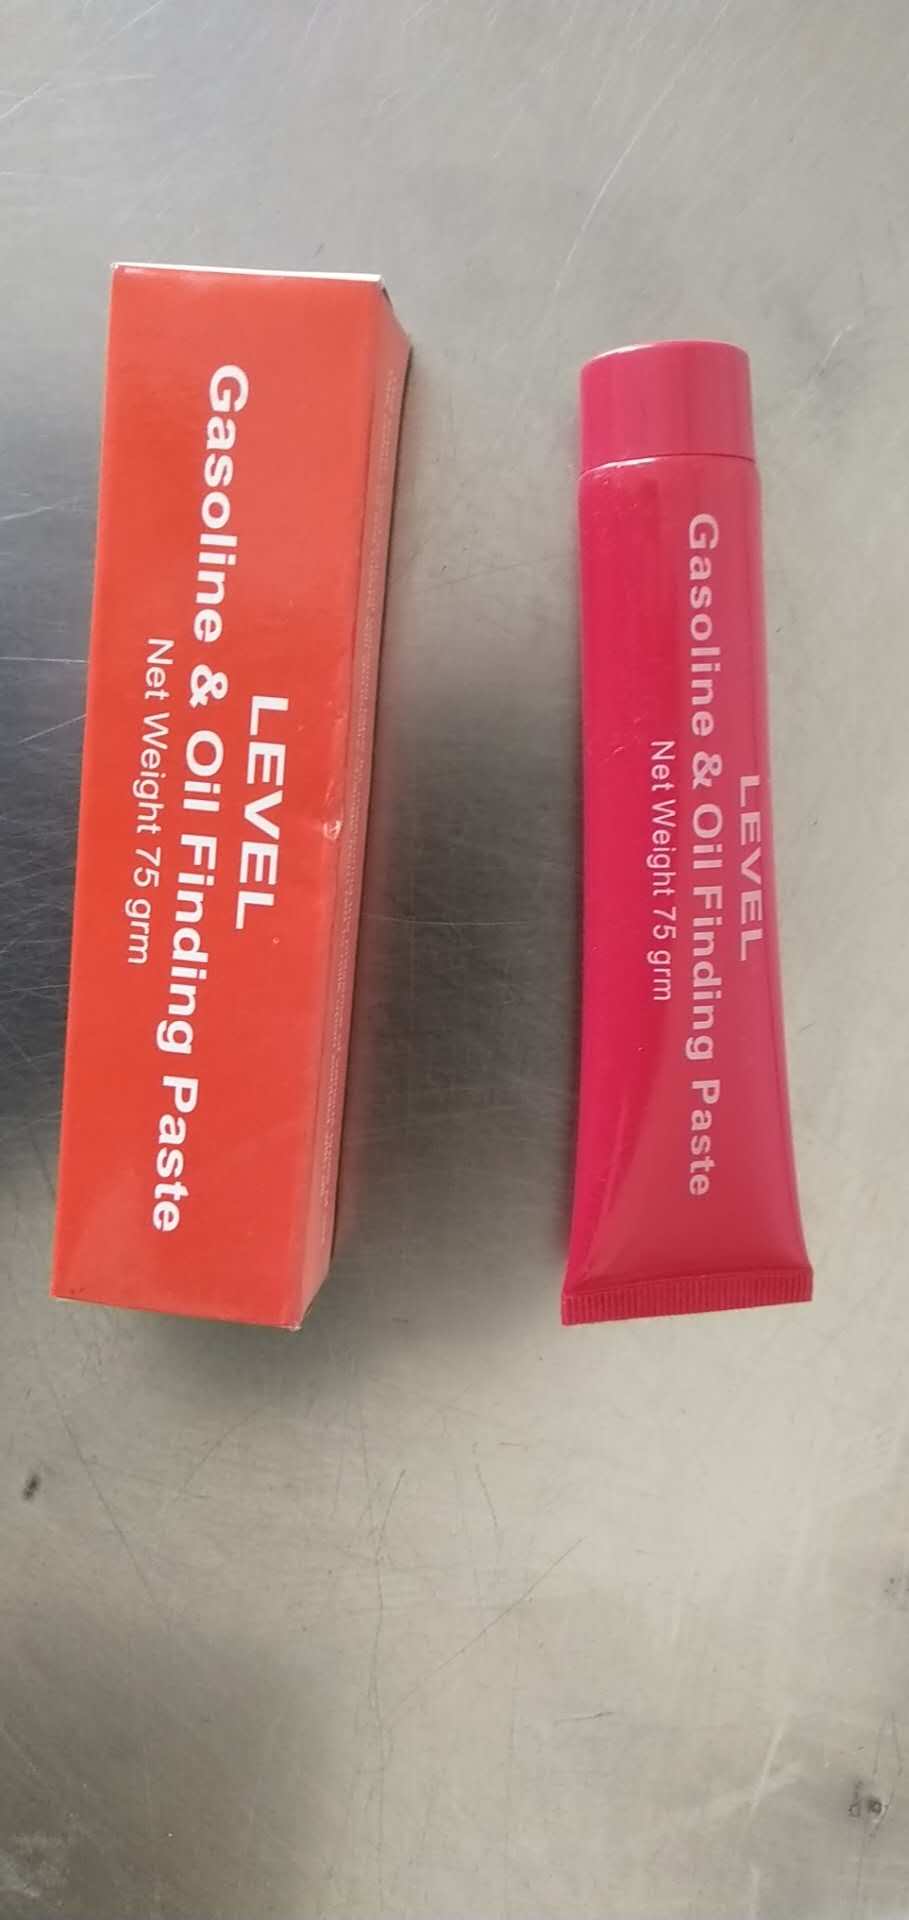 LEVEL
Gasoline & Oil Finding Paste
Net Weight 75 grm
LEVEL
Gasoline & Oil Finding Paste
Net Weight 75 grm